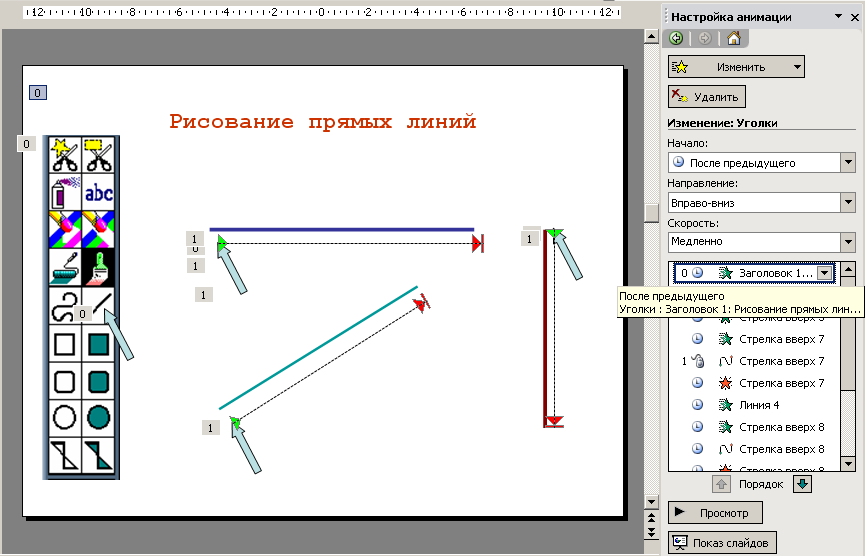 12 10 8 6 4 2 0 2 4 6 8 10 12
0
Рисование прямых линий
0
abc
0
1
0
1
1
1
1
Настройка анимации
Изменить
Удалить
Изменение: Уголки
Начало:
После предыдущего
Направление:
Вправо-вниз
Скорость:
Медленно
0 Заголовок 1...
После предыдущего
Уголки : Заголовок 1: Рисование прямых лин...
Стрелка вверх 7
1 Стрелка вверх 7
Стрелка вверх 7
Линия 4
Стрелка вверх 8
Стрелка вверх 8
Стрелка вверх 8
Порядок
Просмотр
Показ слайдов